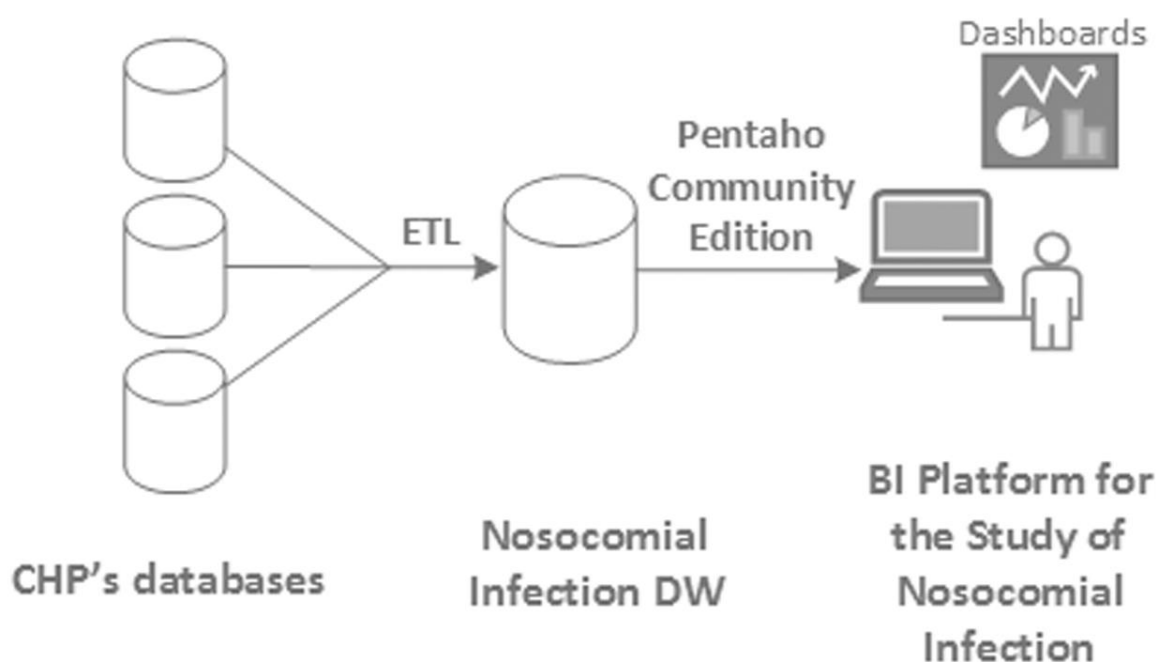 Dashboards
Pentaho
Community
Edition
ETL
CHP's databases
Nosocomial
Infection DW
BI Platform for
the Study of
Nosocomial
Infection